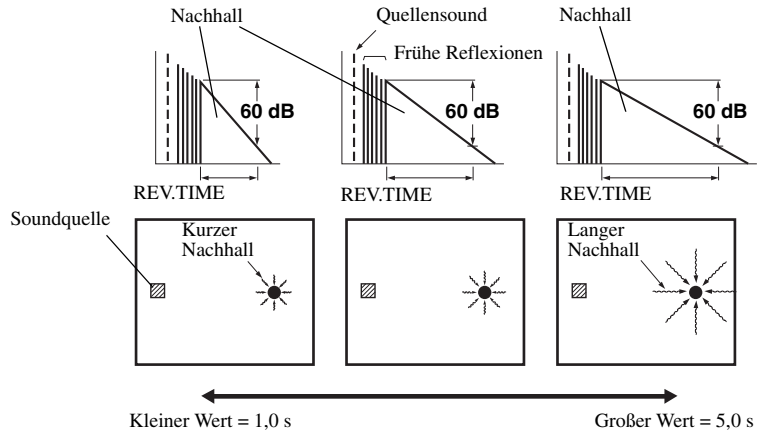 Nachhall
Quellensound
Nachhall
Frühe Reflexionen
60 dB
60 dB
60 dB
REV.TIME
REV.TIME
REV.TIME
Soundquelle
Kurzer
Nachhall
Langer
Nachhall
Kleiner Wert = 1,0 s
Großer Wert = 5,0 s